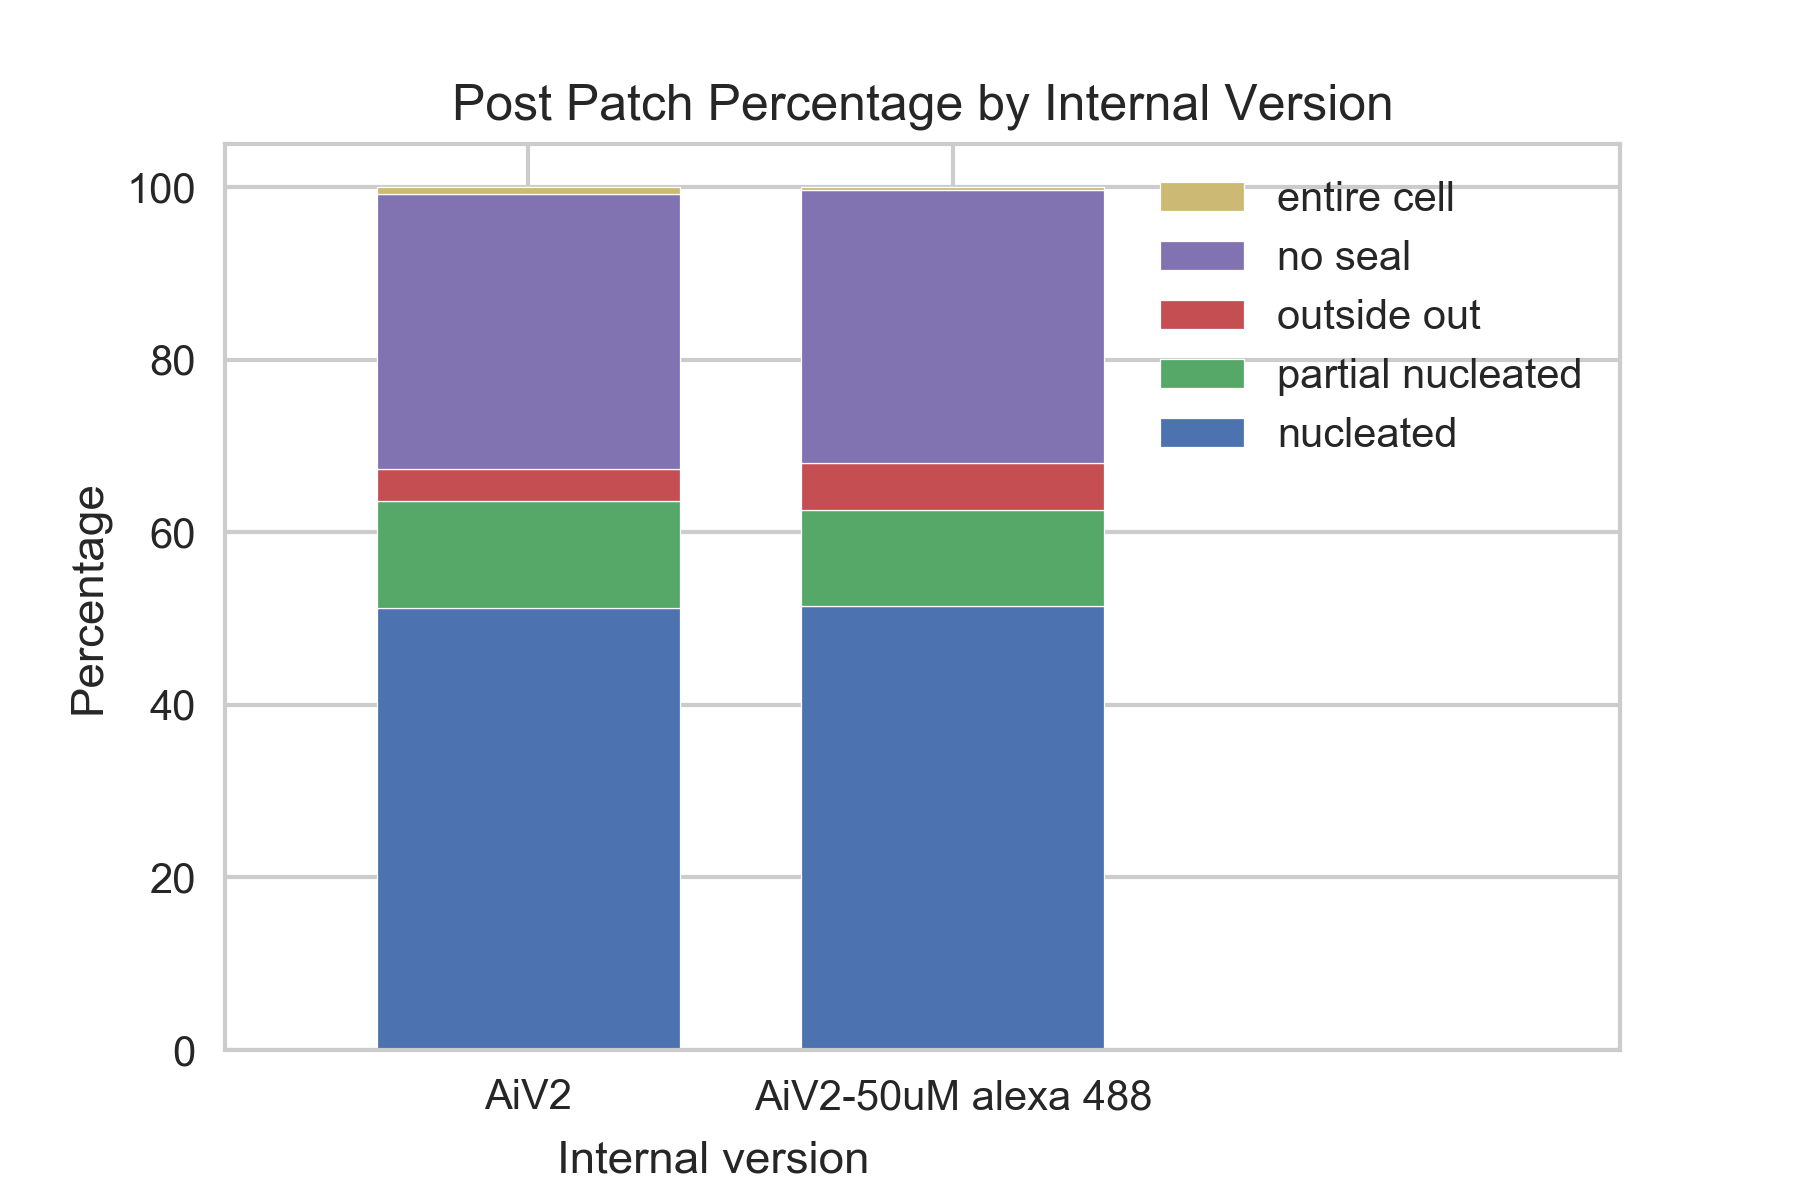 Post Patch Percentage by Internal Version
100
80
60
40
20
0
Percentage
entire cell
no seal
outside out
partial nucleated
nucleated
AiV2
AiV2-50uM alexa 488
Internal version